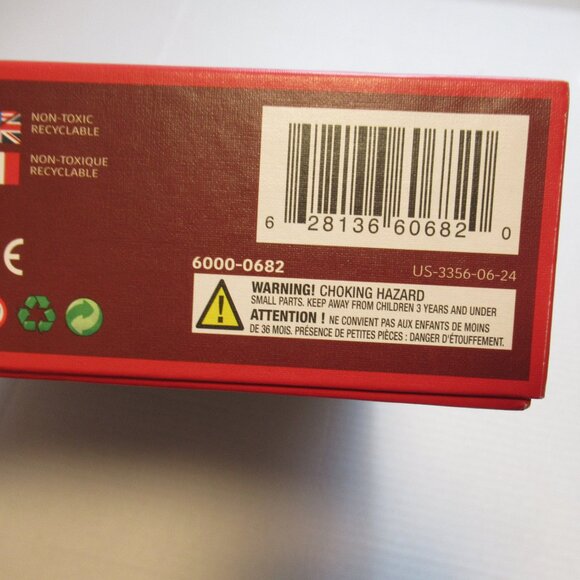 NON-TOXIC
RECYCLABLE
NON-TOXIQUE
RECYCLABLE
CE
6 28136 60682 0
6000-0682
US-3356-06-24
WARNING! CHOKING HAZARD
SMALL PARTS. KEEP AWAY FROM CHILDREN 3 YEARS AND UNDER
ATTENTION ! NE CONVIENT PAS AUX ENFANTS DE MOINS
DE 36 MOIS. PRÉSENCE DE PETITES PIÈCES : DANGER D'ÉTOUFFEMENT.